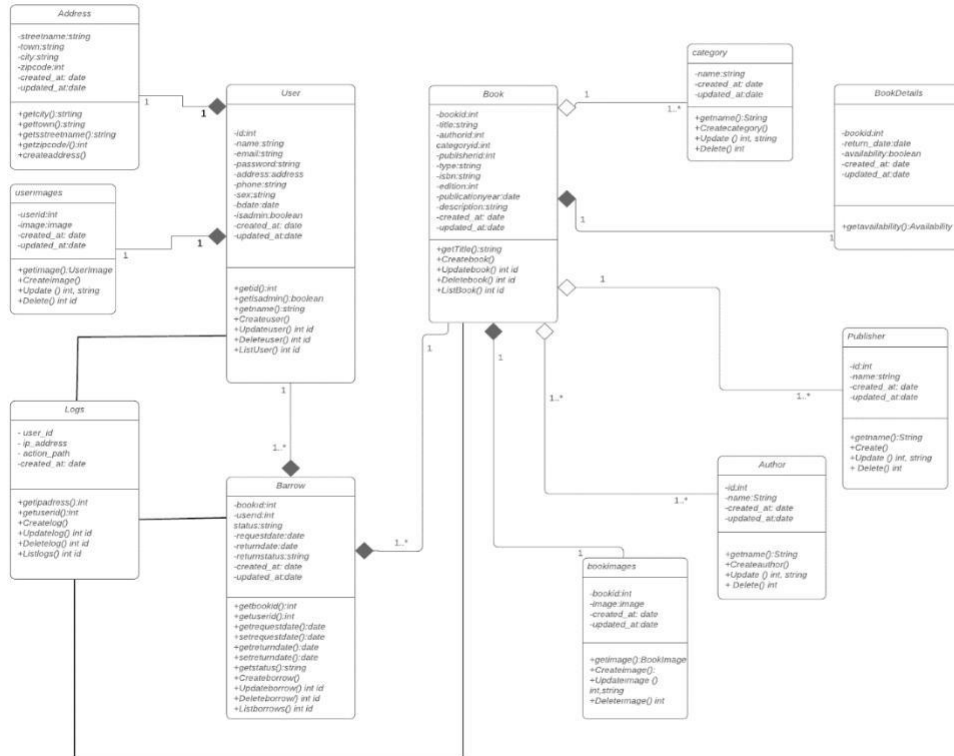 Address
-streetname:string
-town:string
-city:string
-zipcode:int
-created_at: date
-updated_at:date
+getcity():string
+gettown():string
+getsstreetname():string
+getzipcode():int
+createaddress()
1
1
userimages
-userid:int
-image:image
-created_at: date
-updated_at:date
+getimage():UserImage
+Createimage()
+Update () int, string
+Delete() int id
1
1
User
-id:int
-name:string
-email:string
-password:string
-address:address
-phone:string
-sex:string
-bdate:date
-isadmin:boolean
-created_at: date
-updated_at:date
+getid():int
+getisadmin():boolean
+getname():string
+Createuser()
+Updateuser() int id
+Deleteuser() int id
+ListUser() int id
1
1..*
Logs
- user_id
- ip_address
- action_path
-created_at: date
+getipadress():int
+getuserid():int
+Createlog()
+Updatelog() int id
+Deletelog() int id
+Listlogs() int id
Barrow
-bookid:int
-userid:int
status:string
-requestdate:date
-returndate:date
-returnstatus:string
-created_at: date
-updated_at:date
+getbookid():int
+getuserid():int
+getrequestdate():date
+setrequestdate():date
+getreturndate():date
+setreturndate():date
+getstatus():string
+Createborrow()
+Updateborrow() int id
+Deleteborrow() int id
+Listborrows() int id
1..*
1
Book
-bookid:int
-title:string
-authorid:int
categoryid:int
-publisherid:int
-type:string
-isbn:string
-edition:int
-publicationyear:date
-description:string
-created_at: date
-updated_at:date
+getTitle():string
+Createbook()
+Updatebook() int id
+Deletebook() int id
+ListBook() int id
1
1..*
category
-name:string
-created_at: date
-updated_at:date
+getname():String
+Createcategory()
+Update () int, string
+Delete() int
BookDetails
-bookid:int
-return_date:date
-availability:boolean
-created_at: date
-updated_at:date
+getavailability():Availability
1
1
1
1..*
Publisher
-id:int
-name:string
-created_at: date
-updated_at:date
+getname():String
+Create()
+Update () int, string
+ Delete() int
1..*
1..*
Author
-id:int
-name:String
-created_at: date
-updated_at:date
+getname():String
+Createauthor()
+Update () int, string
+ Delete() int
1
1
bookimages
-bookid:int
-image:image
-created_at: date
-updated_at:date
+getimage():BookImage
+Createimage():
+Updateimage ()
int,string
+Deleteimage() int